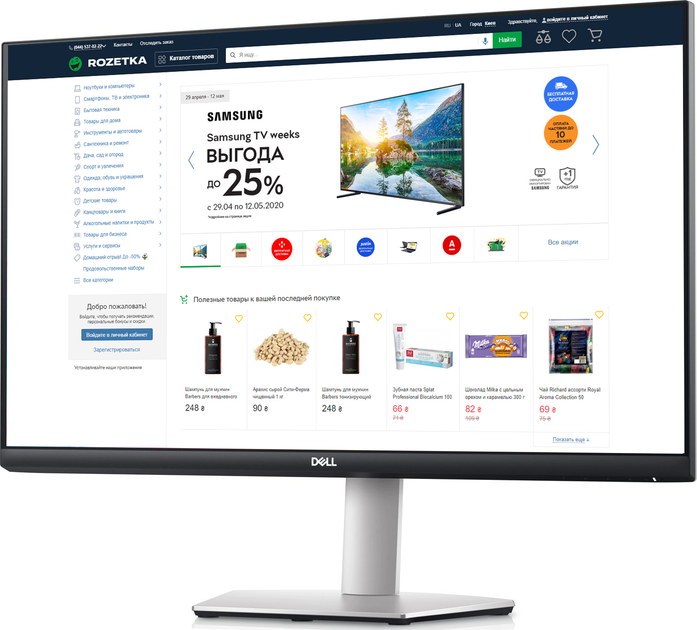 RU UA Город Киев Здравствуйте, войдите в личный кабинет
(044) 537-02-22 Контакты Отследить заказ
ROZETKA Каталог товаров Я ищу... Найти
Ноутбуки и компьютеры
Смартфоны, ТВ и электроника
Бытовая техника
Товары для дома
Инструменты и автотовары
Сантехника и ремонт
Дача, сад и огород
Спорт и увлечения
Одежда, обувь и украшения
Красота и здоровье
Детские товары
Канцтовары и книги
Алкогольные напитки и продукты
Товары для бизнеса
Услуги и сервисы
Домашний отрыв! До -50%
Продовольственные наборы
Все категории
Добро пожаловать!
Войдите, чтобы получать рекомендации,
персональные бонусы и скидки
Войдите в личный кабинет
Зарегистрироваться
Устанавливайте наши приложения
29 апреля - 12 мая
SAMSUNG
Samsung TV weeks
ВЫГОДА
до 25%
с 29.04 по 12.05.2020
БЕСПЛАТНАЯ
ДОСТАВКА
ОПЛАТА
ЧАСТЯМИ ДО
10
ПЛАТЕЖЕЙ
SAMSUNG
+1
ГОД
ГАРАНТИЯ
Все акции
Полезные товары к вашей последней покупке
Шампунь для мужчин
Barbers для ежедневного
248 ₴
Арахис сырой Сити-Ферма
очищенный 1 кг
90 ₴
Шампунь для мужчин
Barbers тонизирующий
248 ₴
Зубная паста Splat
Professional Biocalcium 100
66 ₴
71 ₴
Milka
Шоколад Milka с цельным
орехом и карамелью 300 г
82 ₴
109 ₴
Чай Richard ассорти Royal
Aroma Collection 50
69 ₴
75 ₴
Показать еще
DELL